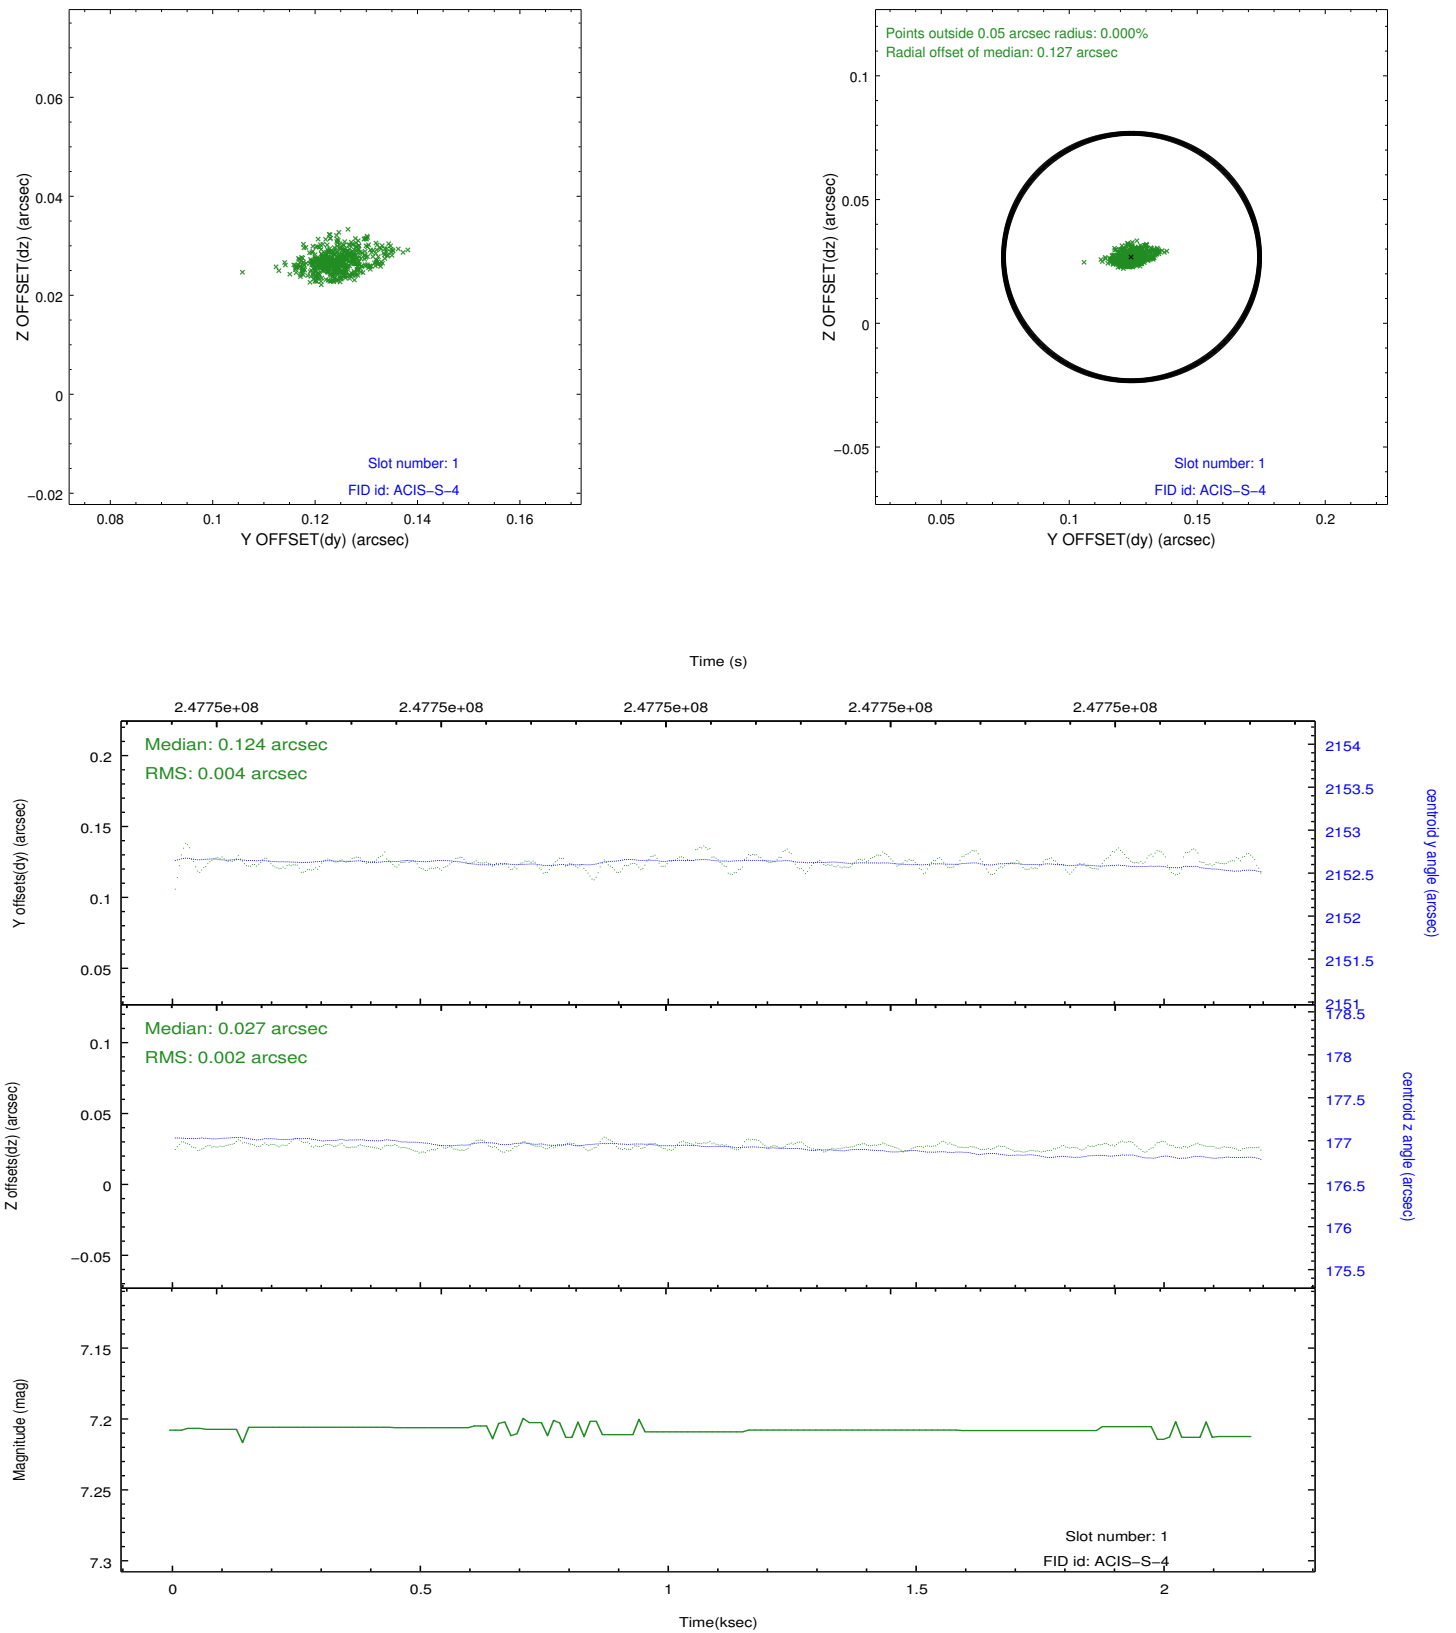 0.06
0.04
0.02
0
−0.02
Z OFFSET(dz) (arcsec)
Slot number: 1
FID id: ACIS−S−4
0.08 0.1 0.12 0.14 0.16
Y OFFSET(dy) (arcsec)
Points outside 0.05 arcsec radius: 0.000%
Radial offset of median: 0.127 arcsec
0.1
0.05
0
−0.05
Z OFFSET(dz) (arcsec)
Slot number: 1
FID id: ACIS−S−4
0.05 0.1 0.15 0.2
Y OFFSET(dy) (arcsec)
Time (s)
2.4775e+08 2.4775e+08 2.4775e+08 2.4775e+08 2.4775e+08
Median: 0.124 arcsec
RMS: 0.004 arcsec
0.2
0.15
0.1
0.05
Y offsets(dy) (arcsec)
2154
2153.5
2153
2152.5
2152
2151.5
2151
centroid y angle (arcsec)
Median: 0.027 arcsec
RMS: 0.002 arcsec
0.1
0.05
0
−0.05
Z offsets(dz) (arcsec)
178.5
178
177.5
177
176.5
176
175.5
centroid z angle (arcsec)
7.15
7.2
7.25
7.3
Magnitude (mag)
Slot number: 1
FID id: ACIS−S−4
0 0.5 1 1.5 2
Time(ksec)